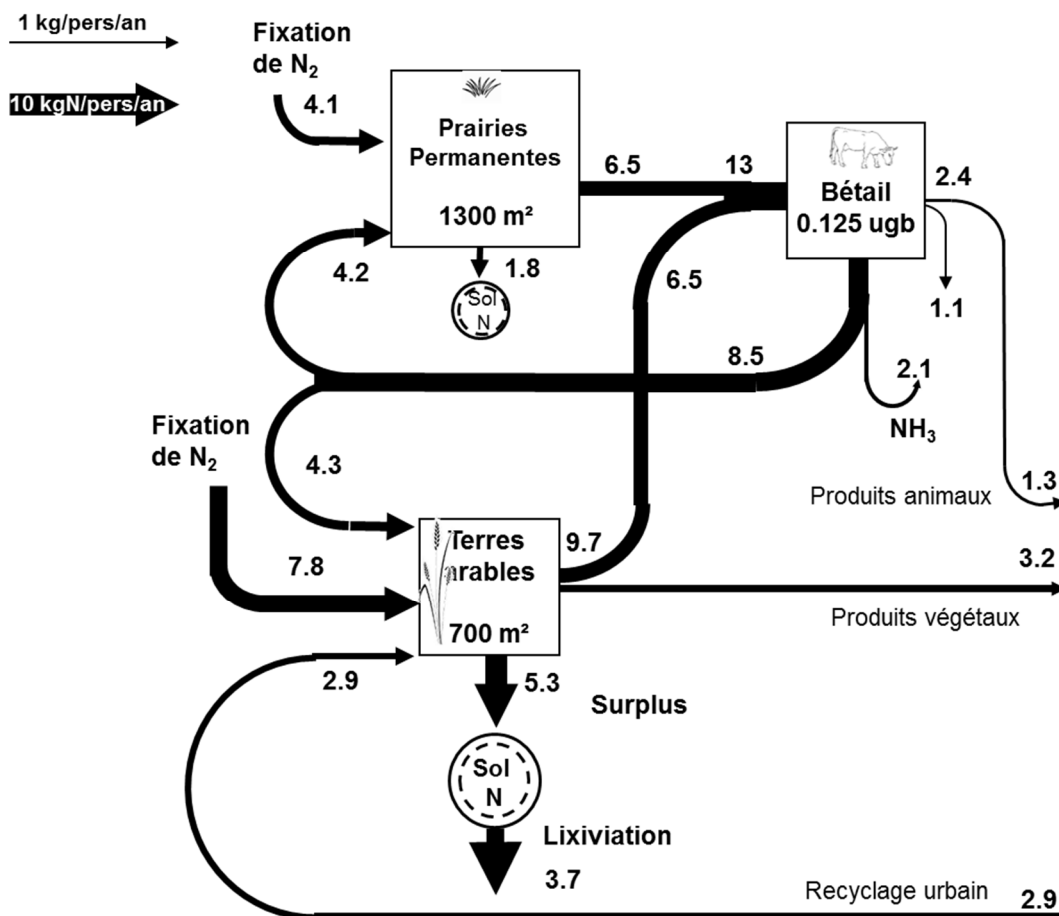 1 kg/pers/an
10 kgN/pers/an
Fixation
de N₂
4.1
Prairies
Permanentes
1300 m²
6.5
13
Bétail
0.125 ugb
2.4
4.2
1.8
Sol
N
6.5
1.1
8.5
2.1
NH₃
Fixation
de N₂
4.3
1.3
Produits animaux
7.8
Terres
arables
700 m²
9.7
3.2
Produits végétaux
2.9
5.3
Surplus
Sol
N
Lixiviation
3.7
Recyclage urbain
2.9